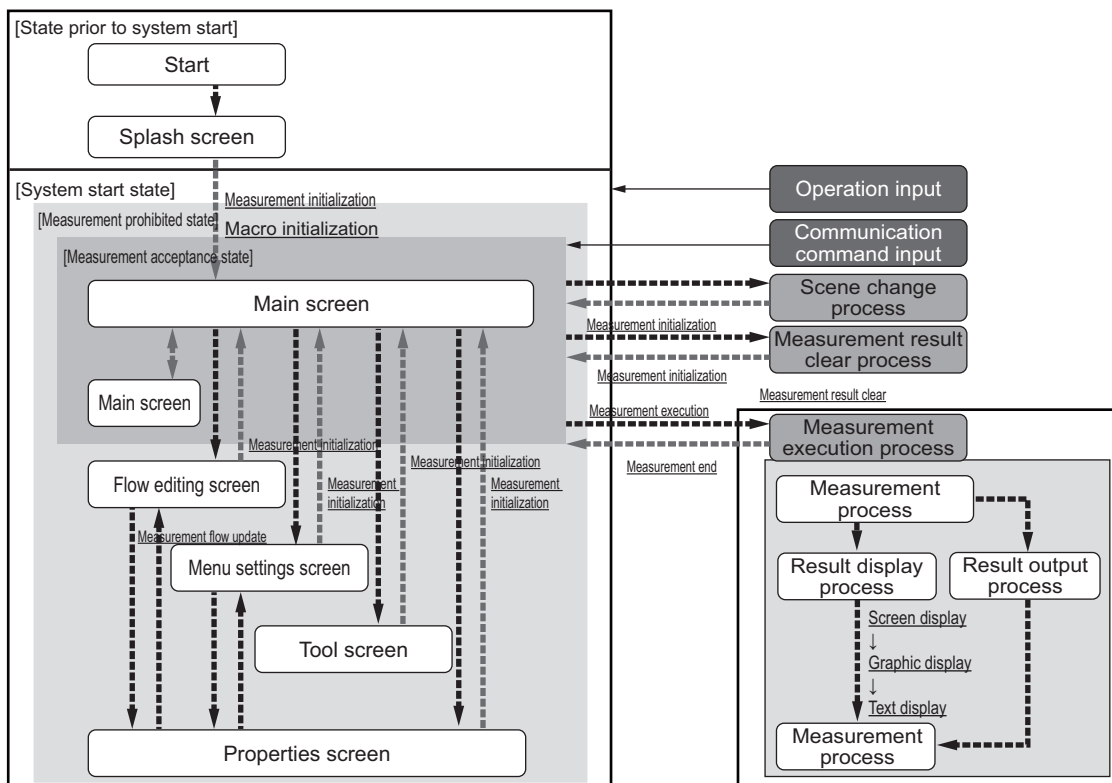 [State prior to system start]
Start
Splash screen
[System start state]
Measurement initialization
[Measurement prohibited state]
Macro initialization
[Measurement acceptance state]
Main screen
Main screen
Measurement initialization
Measurement initialization
Flow editing screen
Measurement
initialization
Measurement
initialization
Measurement flow update
Menu settings screen
Tool screen
Properties screen
Operation input
Communication
command input
Scene change
process
Measurement initialization
Measurement result
clear process
Measurement initialization
Measurement result clear
Measurement execution
Measurement
execution process
Measurement end
Measurement
process
Result display
process
Result output
process
Screen display
↓
Graphic display
↓
Text display
Measurement
process